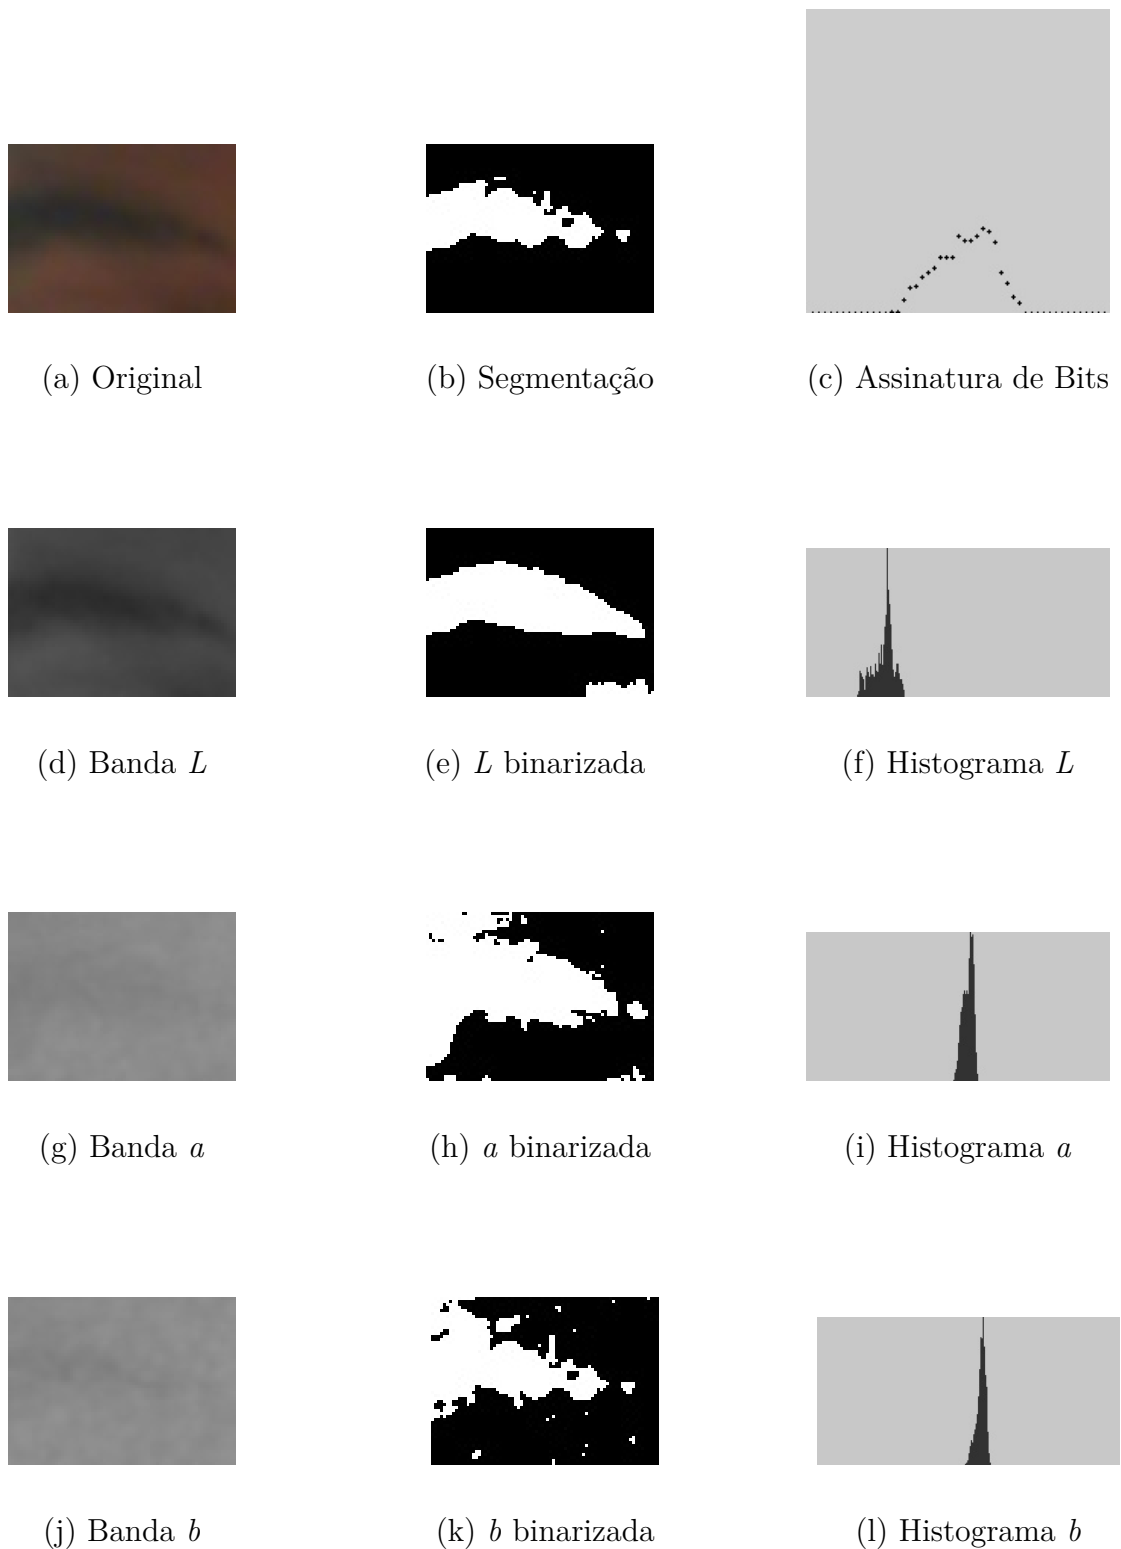 (a) Original
(b) Segmentação
(c) Assinatura de Bits
(d) Banda L
(e) L binarizada
(f) Histograma L
(g) Banda a
(h) a binarizada
(i) Histograma a
(j) Banda b
(k) b binarizada
(l) Histograma b